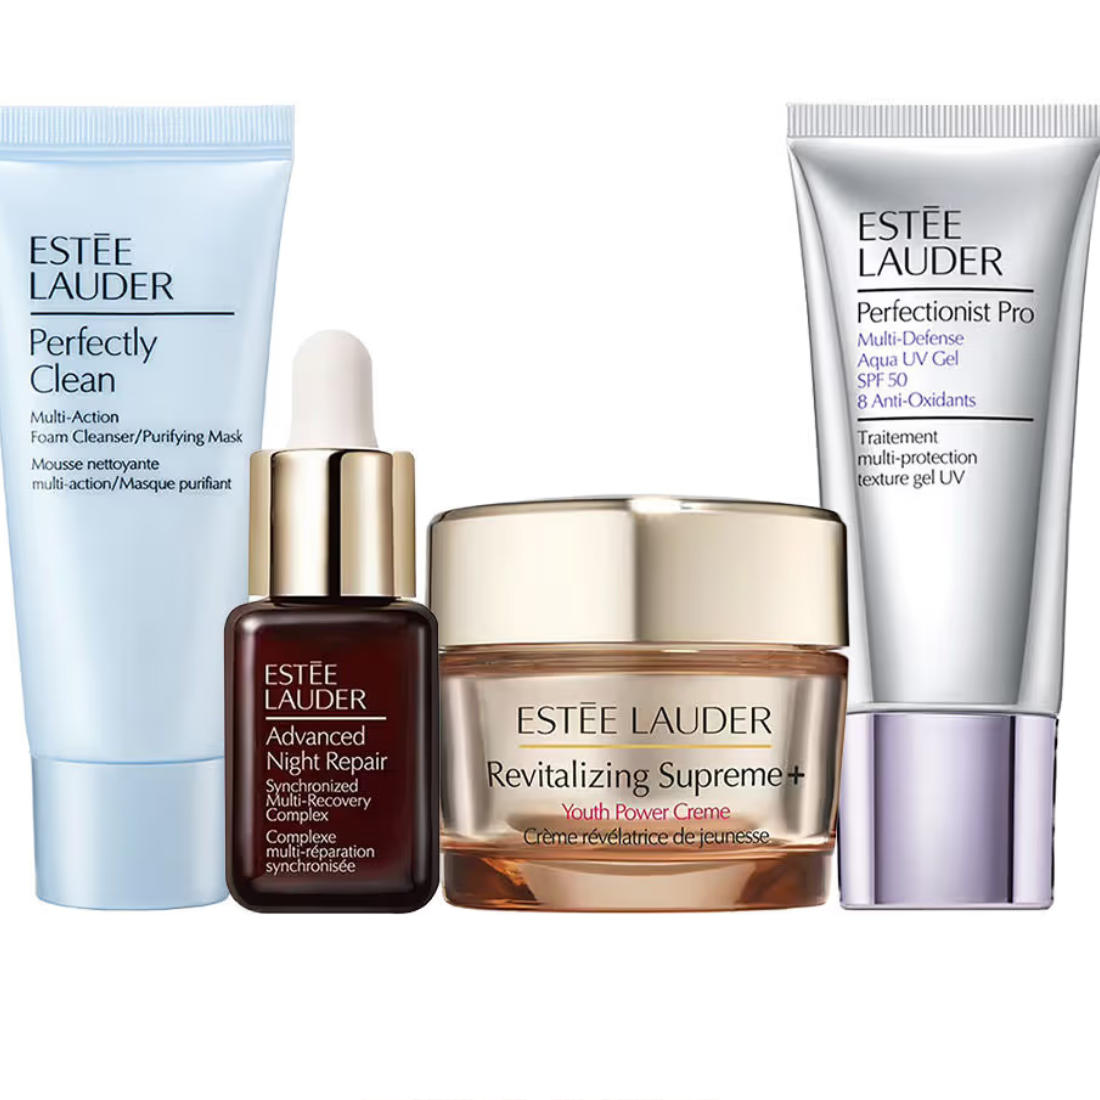 ESTĒE
LAUDER
Perfectly
Clean
Multi-Action
Foam Cleanser/Purifying Mask
Mousse nettoyante
multi-action/Masque purifiant
ESTĒE
LAUDER
Advanced
Night Repair
Synchronized
Multi-Recovery
Complex
Complexe
multi-réparation
synchronisée
ESTĒE LAUDER
Revitalizing Supreme+
Youth Power Creme
Crème révélatrice de jeunesse
ESTĒE
LAUDER
Perfectionist Pro
Multi-Defense
Aqua UV Gel
SPF 50
8 Anti-Oxidants
Traitement
multi-protection
texture gel UV